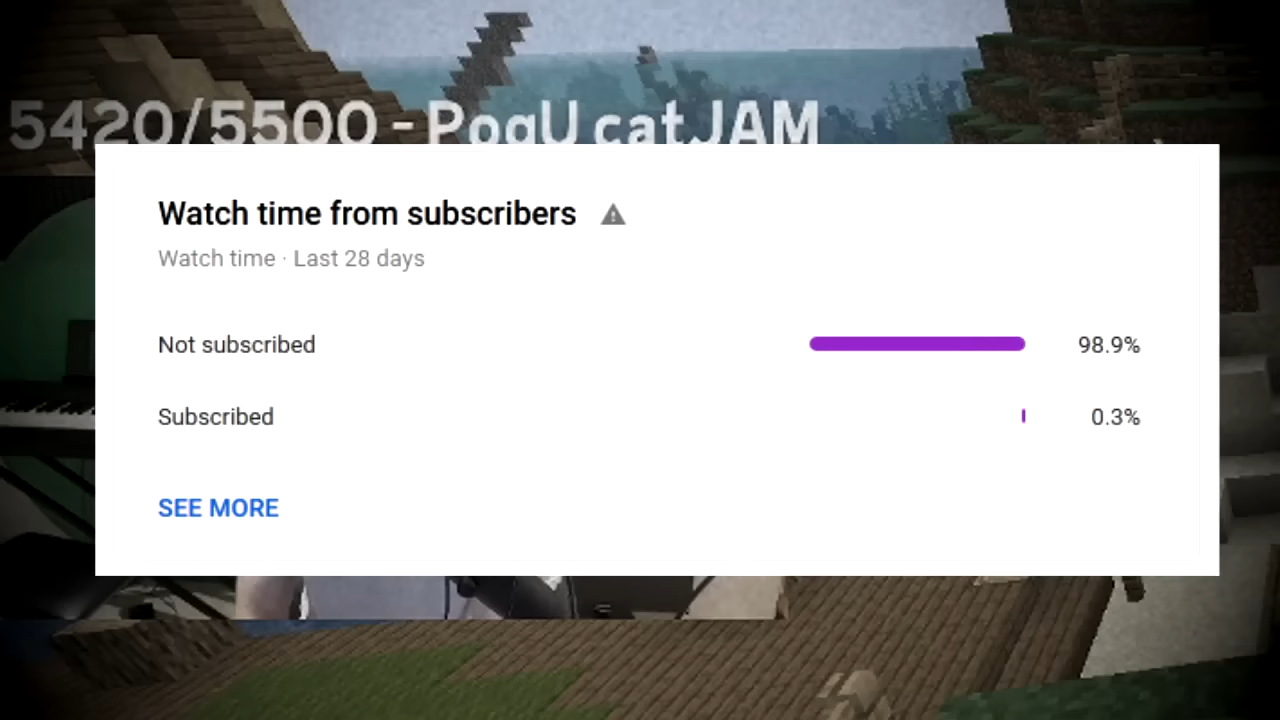 5420/5500 - PogU catJAM
Watch time from subscribers
Watch time · Last 28 days
Not subscribed 98.9%
Subscribed 0.3%
SEE MORE